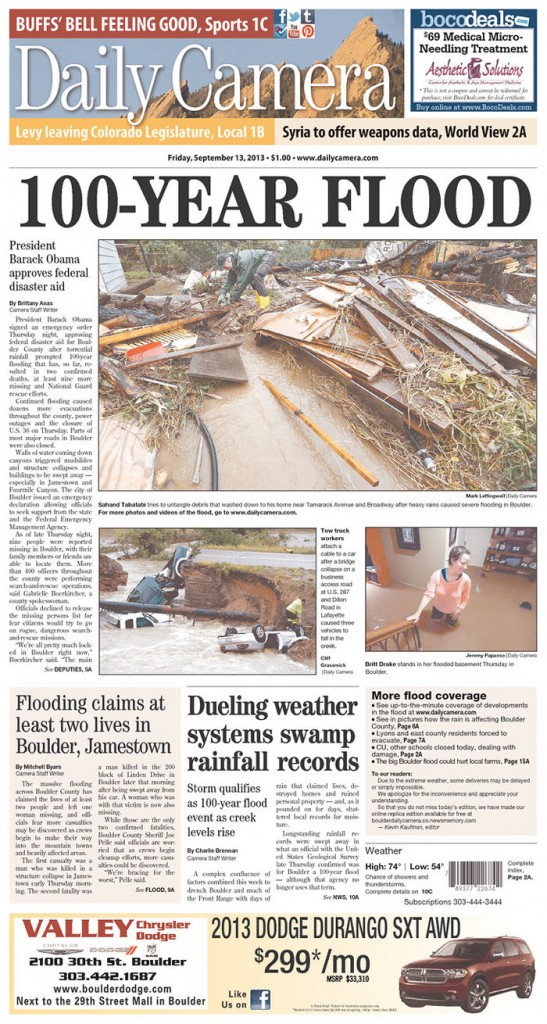 BUFFS' BELL FEELING GOOD, Sports 1C
Daily Camera
Levy leaving Colorado Legislature, Local 1B
Syria to offer weapons data, World View 2A
bocodeals.com
$69 Medical Micro-
Needling Treatment
Aesthetic Solutions
Buy online at www.BocoDeals.com
Friday, September 13, 2013 • $1.00 • www.dailycamera.com
100-YEAR FLOOD
President
Barack Obama
approves federal
disaster aid
By Brittany Anas
Camera Staff Writer
President Barack Obama
signed an emergency order
Thursday night, approving
federal disaster aid for Boul-
der County after torrential
rainfall prompted 100-year
flooding that has, so far, re-
sulted in two confirmed
deaths, at least nine more
missing and National Guard
rescue efforts.
Continued flooding caused
dozens more evacuations
throughout the county, power
outages and the closure of
U.S. 36 on Thursday. Parts of
most major roads in Boulder
were also closed.
Walls of water coming down
canyons triggered mudslides
and structure collapses and
buildings to be swept away —
especially in Jamestown and
Fourmile Canyon. The city of
Boulder issued an emergency
declaration allowing officials
to seek support from the state
and the Federal Emergency
Management Agency.
As of late Thursday night,
nine people were reported
missing in Boulder, with their
family members or friends un-
able to locate them. More
than 400 officers throughout
the county were performing
search-and-rescue operations,
said Gabrielle Boerkircher, a
county spokeswoman.
Officials declined to release
the missing persons list for
fear citizens would try to go
on rogue, dangerous search-
and-rescue missions.
"We're all pretty much
locked in Boulder right now,"
Boerkircher said. "The main
See DEPUTIES, 5A
Mark Leffingwell | Daily Camera
Sahand Tabatabi tries to untangle debris that washed down to his home near Tamarack Avenue and Broadway after heavy rains caused severe flooding in Boulder.
For more photos and videos of the flood, go to www.dailycamera.com.
Tow truck
workers
attach a
cable to a car
after a bridge
collapse on a
business
access road
at U.S. 287
and Dillon
Road in
Lafayette
caused three
vehicles to
fall in the
creek.
Cliff
Grassmick
| Daily Camera
Jeremy Papasso | Daily Camera
Britt Drake stands in her flooded basement Thursday in
Boulder.
Flooding claims at
least two lives in
Boulder, Jamestown
By Mitchell Byars
Camera Staff Writer
The massive flooding
across Boulder County has
claimed the lives of at least
two people and left one
woman missing, and offi-
cials fear more casualties
may be discovered as crews
begin to make their way
into the mountain towns
and heavily affected areas.
The first casualty was a
man who was killed in a
structure collapse in James-
town early Thursday morn-
ing. The second fatality was
a man killed in the 200
block of Linden Drive in
Boulder later that morning
after being swept away from
his car. A woman who was
with that victim is now also
missing.
While those are the only
two confirmed fatalities,
Boulder County Sheriff Joe
Pelle said officials are wor-
ried that as crews begin
cleanup efforts, more casu-
alties could be discovered.
"We're bracing for the
worst," Pelle said.
See FLOOD, 9A
Dueling weather
systems swamp
rainfall records
Storm qualifies
as 100-year flood
event as creek
levels rise
By Charlie Brennan
Camera Staff Writer
A complex confluence of
factors combined this week to
drench Boulder and much of
the Front Range with days of
rain that claimed lives, de-
stroyed homes and ruined
personal property — and, as it
pounded on for days, shat-
tered local records for mois-
ture.
Longstanding rainfall rec-
ords were swept away in
what an official with the Uni-
ted States Geological Survey
late Thursday confirmed was
for Boulder a 100-year flood
— although that agency no
longer uses that term.
See NWS, 10A
More flood coverage
● See up-to-the-minute coverage of developments
in the flood at www.dailycamera.com
● See in pictures how the rain is affecting Boulder
County, Page 6A
● Lyons and east county residents forced to
evacuate, Page 7A
● CU, other schools closed today, dealing with
damage, Page 2A
● The big Boulder flood could hurt local farms, Page 15A
To our readers:
Due to the extreme weather, some deliveries may be delayed
or simply impossible.
We apologize for the inconvenience and appreciate your
understanding.
So that you do not miss today's edition, we have made our
online replica edition available for free at
boulderdailycamera.ca.newsmemory.com
— Kevin Kaufman, editor
Weather
High: 74° | Low: 54°
Chance of showers and
thunderstorms.
Complete details on 10C
Complete
index,
Page 2A.
Subscriptions 303-444-3444
VALLEY Chrysler
Dodge
2100 30th St. Boulder
303.442.1687
www.boulderdodge.com
Next to the 29th Street Mall in Boulder
2013 DODGE DURANGO SXT AWD
$299*/mo
MSRP $33,310
Like
Us on